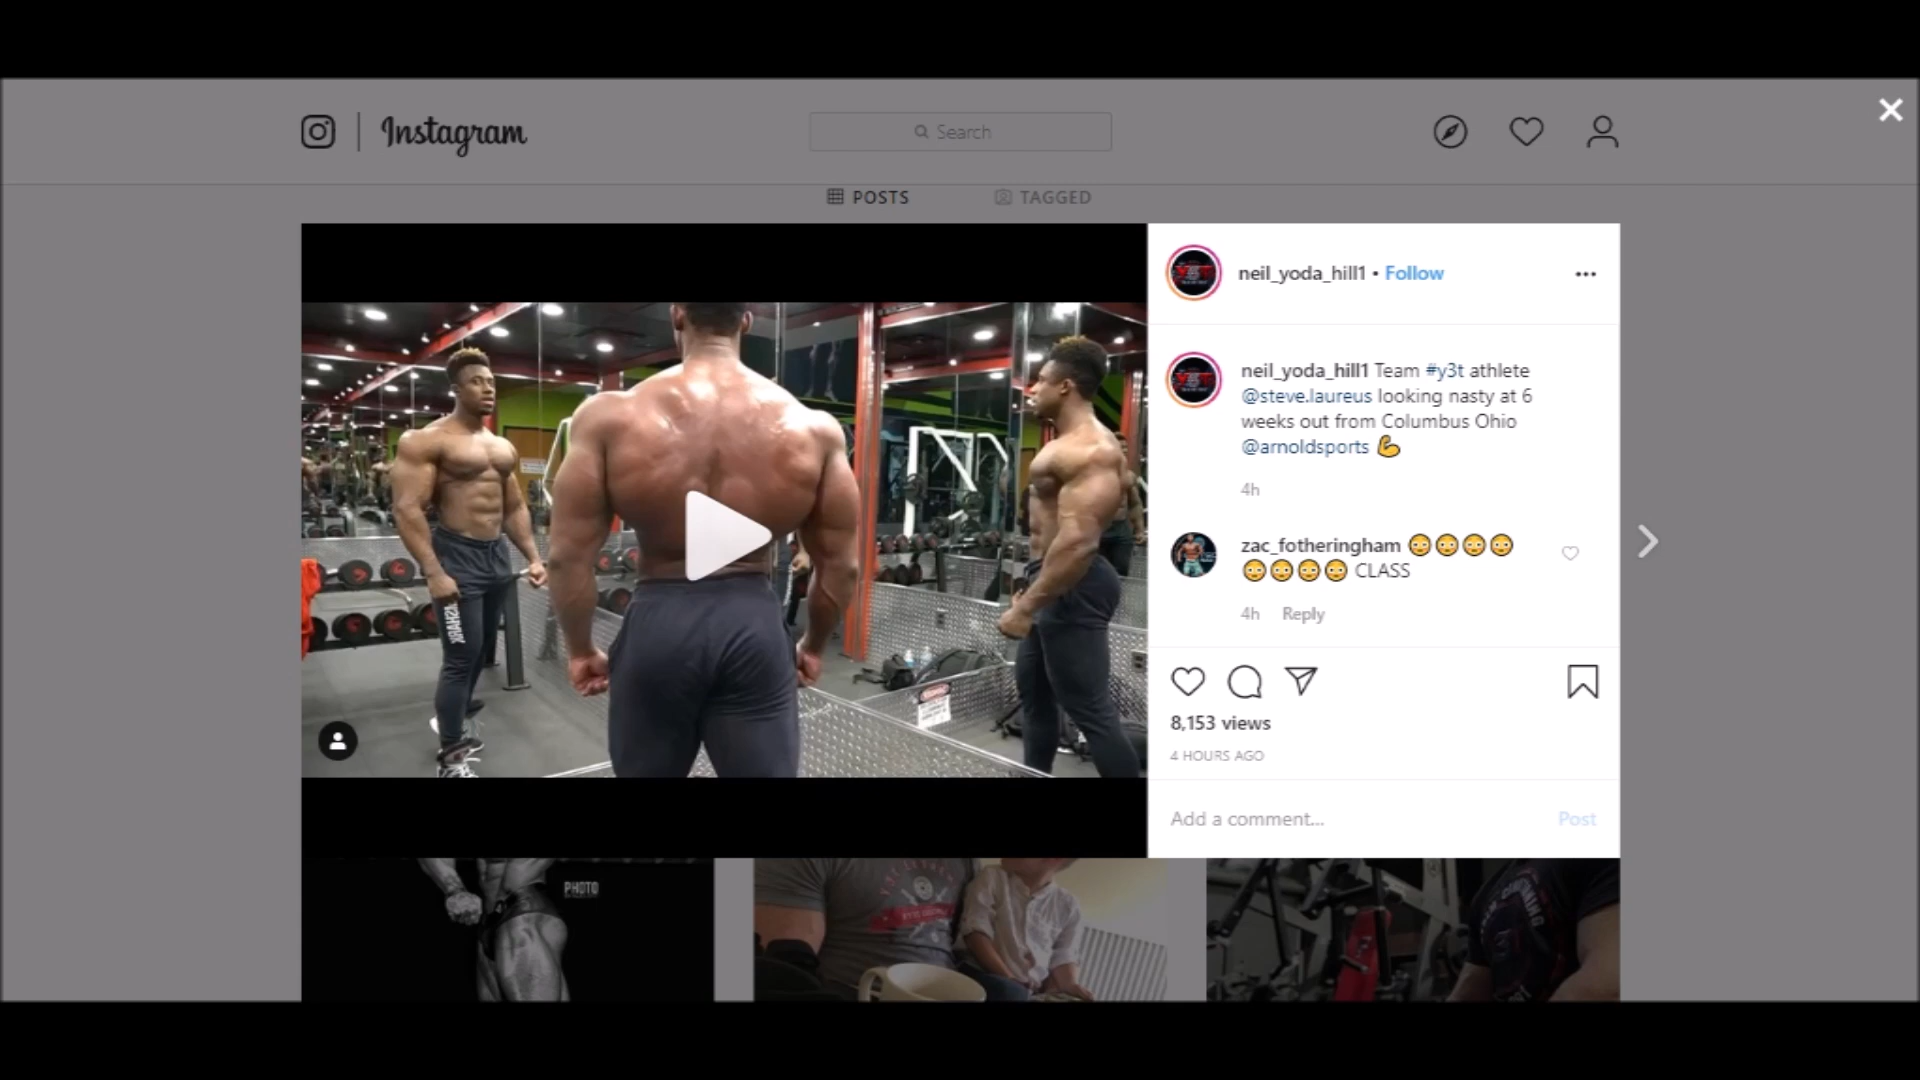 Instagram
Search
POSTS
TAGGED
neil_yoda_hill1 • Follow
neil_yoda_hill1 Team #y3t athlete
@steve.laureus looking nasty at 6
weeks out from Columbus Ohio
@arnoldsports 💪
4h
zac_fotheringham 😳😳😳😳
😳😳😳😳 CLASS
4h Reply
8,153 views
4 HOURS AGO
Add a comment...
Post
PHOTO